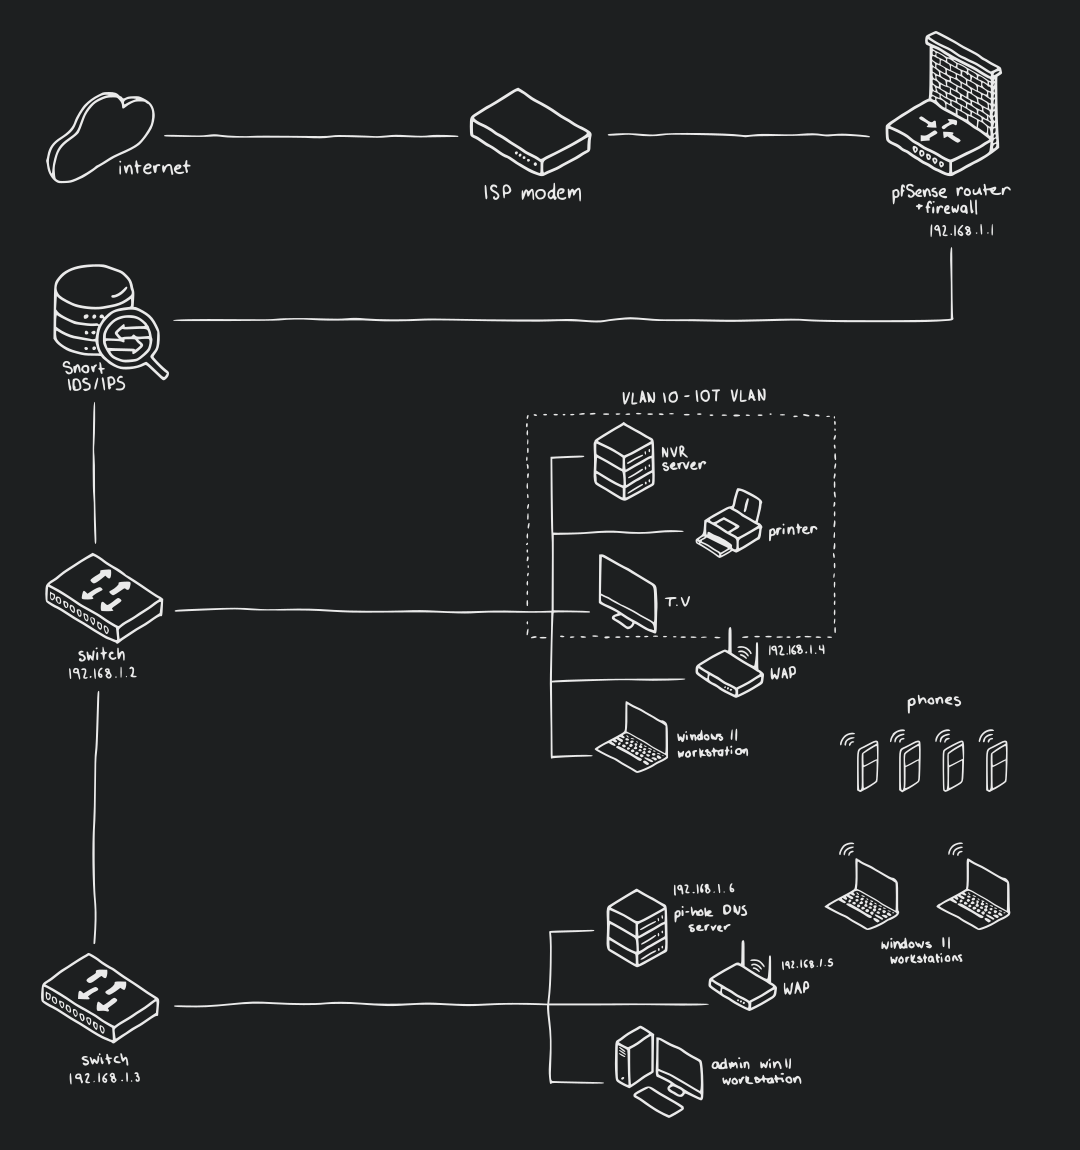 internet
ISP modem
pfSense router
+firewall
192.168.1.1
Snort
IDS/IPS
VLAN 10 - IOT VLAN
NVR
server
printer
T.V
switch
192.168.1.2
192.168.1.4
WAP
windows 11
workstation
phones
192.168.1.6
pi-hole DNS
server
windows 11
workstations
192.168.1.5
WAP
switch
192.168.1.3
admin win11
workstation